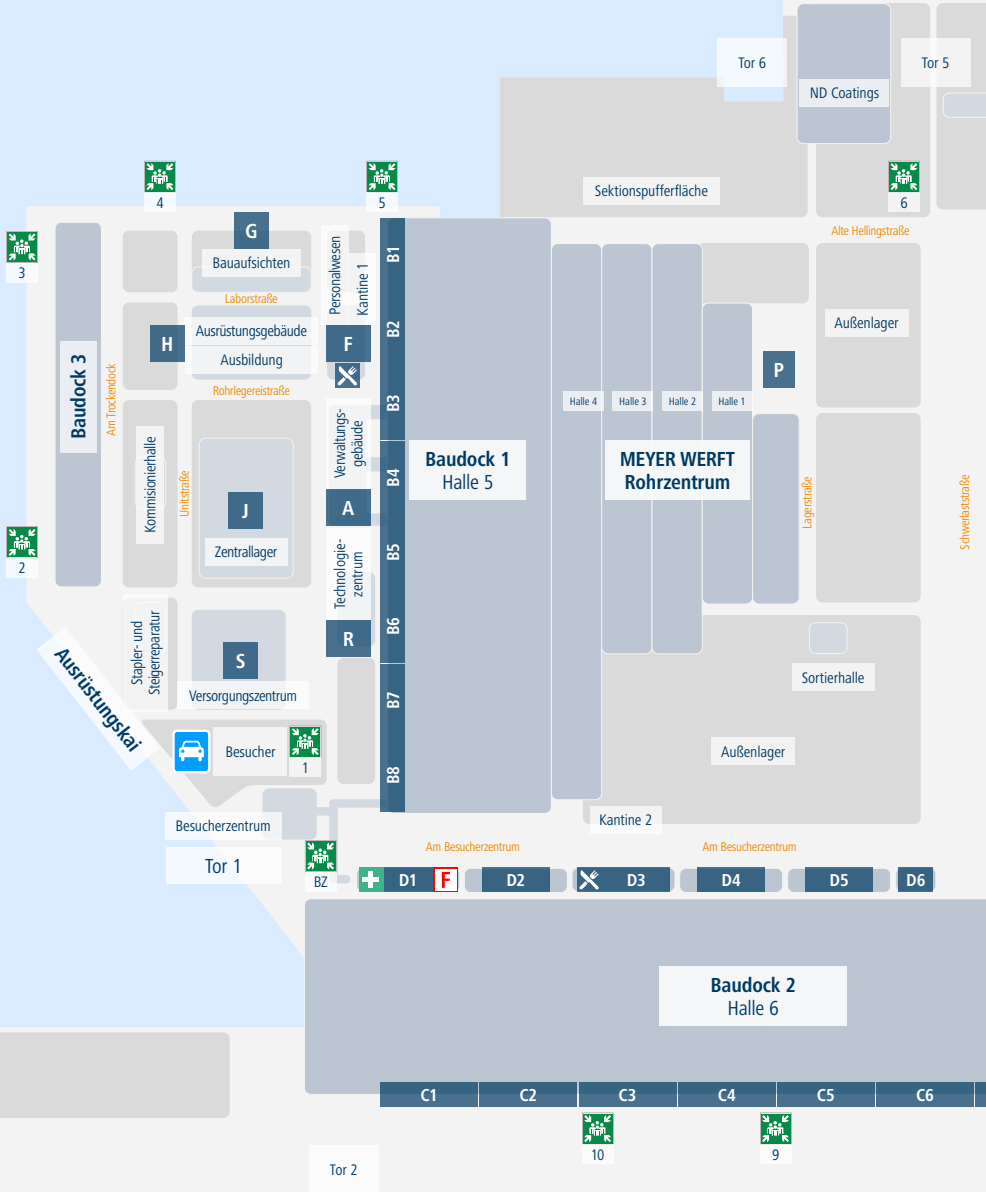 Tor 6
Tor 5
ND Coatings
Sektionspufferfläche
4
5
6
3
G
Bauaufsichten
Laborstraße
Personalwesen
Kantine 1
Alte Hellingstraße
B1
B2
B3
B4
B5
B6
B7
B8
H
Ausrüstungsgebäude
Ausbildung
F
Außenlager
P
Baudock 3
Am Trockendock
Rohrlegereistraße
Halle 4
Halle 3
Halle 2
Halle 1
Kommisionierhalle
Unitstraße
Verwaltungs-
gebäude
A
Baudock 1
Halle 5
MEYER WERFT
Rohrzentrum
Lagerstraße
Schwerlaststraße
J
Zentrallager
2
Technologie-
zentrum
R
Stapler- und
Steigerreparatur
S
Versorgungszentrum
Sortierhalle
Ausrüstungskai
Besucher
1
Außenlager
Besucherzentrum
Kantine 2
Tor 1
Am Besucherzentrum
Am Besucherzentrum
BZ
D1
F
D2
D3
D4
D5
D6
Baudock 2
Halle 6
C1
C2
C3
C4
C5
C6
10
9
Tor 2